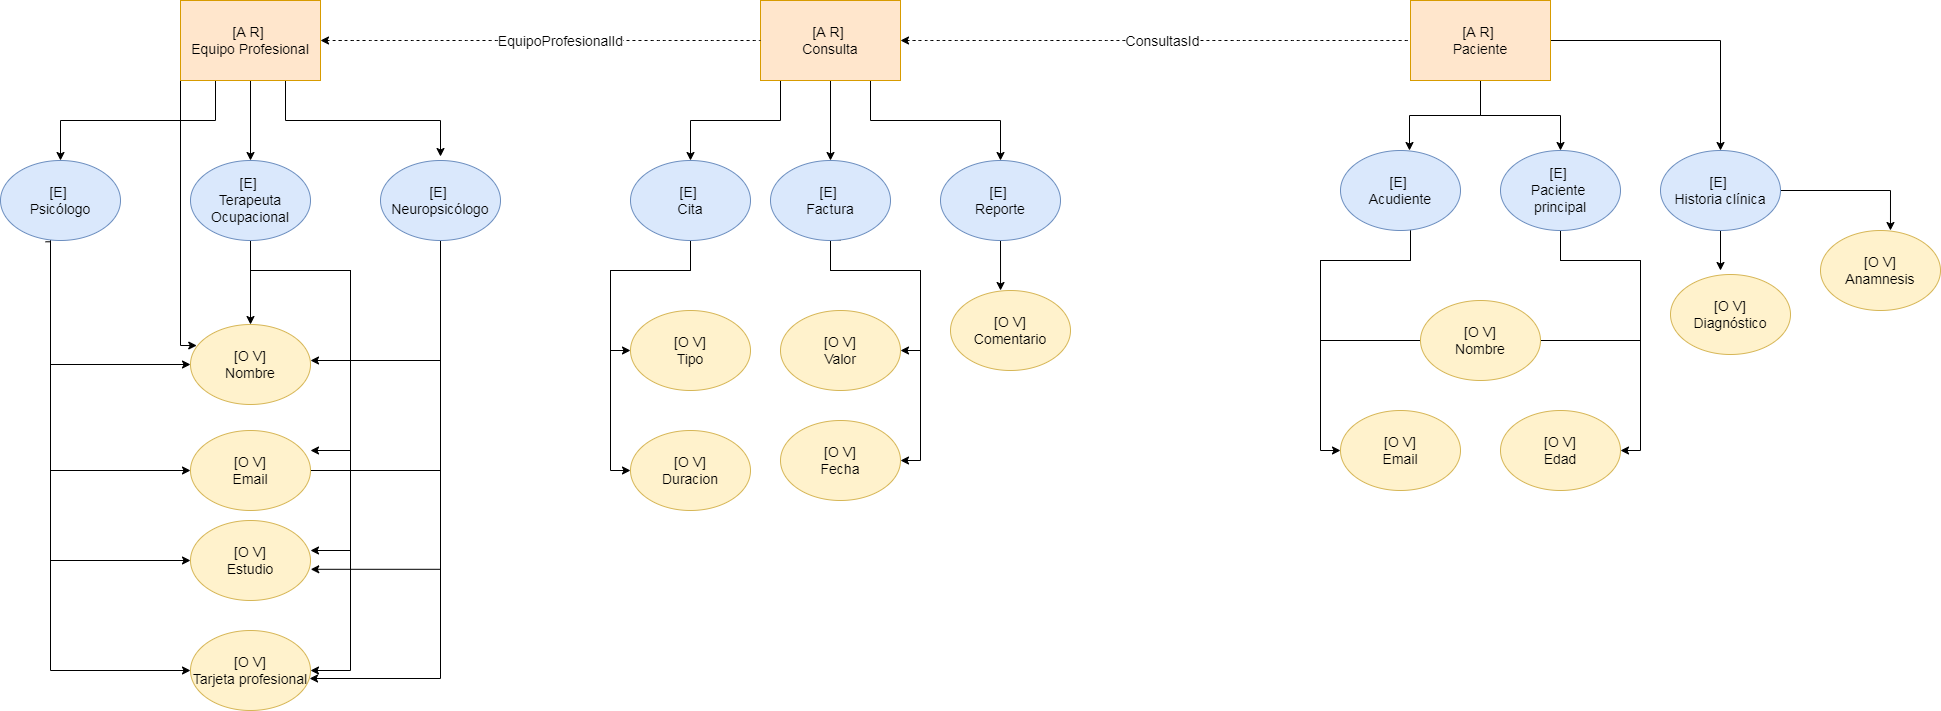 [A R]
Equipo Profesional
EquipoProfesionalId
[A R]
Consulta
ConsultasId
[A R]
Paciente
[E]
Psicólogo
[E]
Terapeuta
Ocupacional
[E]
Neuropsicólogo
[E]
Cita
[E]
Factura
[E]
Reporte
[E]
Acudiente
[E]
Paciente
principal
[E]
Historia clínica
[O V]
Anamnesis
[O V]
Nombre
[O V]
Tipo
[O V]
Valor
[O V]
Comentario
[O V]
Nombre
[O V]
Diagnóstico
[O V]
Email
[O V]
Duracion
[O V]
Fecha
[O V]
Email
[O V]
Edad
[O V]
Estudio
[O V]
Tarjeta profesional